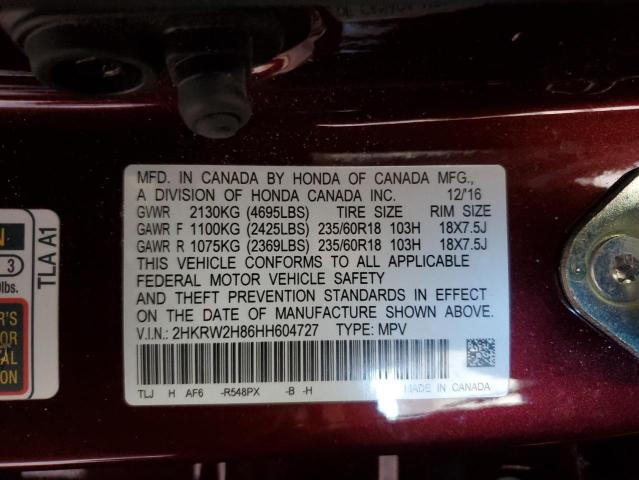 MFD. IN CANADA BY HONDA OF CANADA MFG.,
A DIVISION OF HONDA CANADA INC. 12/'16
GVWR 2130KG (4695LBS) TIRE SIZE RIM SIZE
GAWR F 1100KG (2425LBS) 235/60R18 103H 18X7.5J
GAWR R 1075KG (2369LBS) 235/60R18 103H 18X7.5J
THIS VEHICLE CONFORMS TO ALL APPLICABLE
FEDERAL MOTOR VEHICLE SAFETY
AND THEFT PREVENTION STANDARDS IN EFFECT
ON THE DATE OF MANUFACTURE SHOWN ABOVE.
V.I.N.: 2HKRW2H86HH604727 TYPE: MPV
TLJ H AF6 -R548PX -B -H MADE IN CANADA
TLA A1
3
lbs.